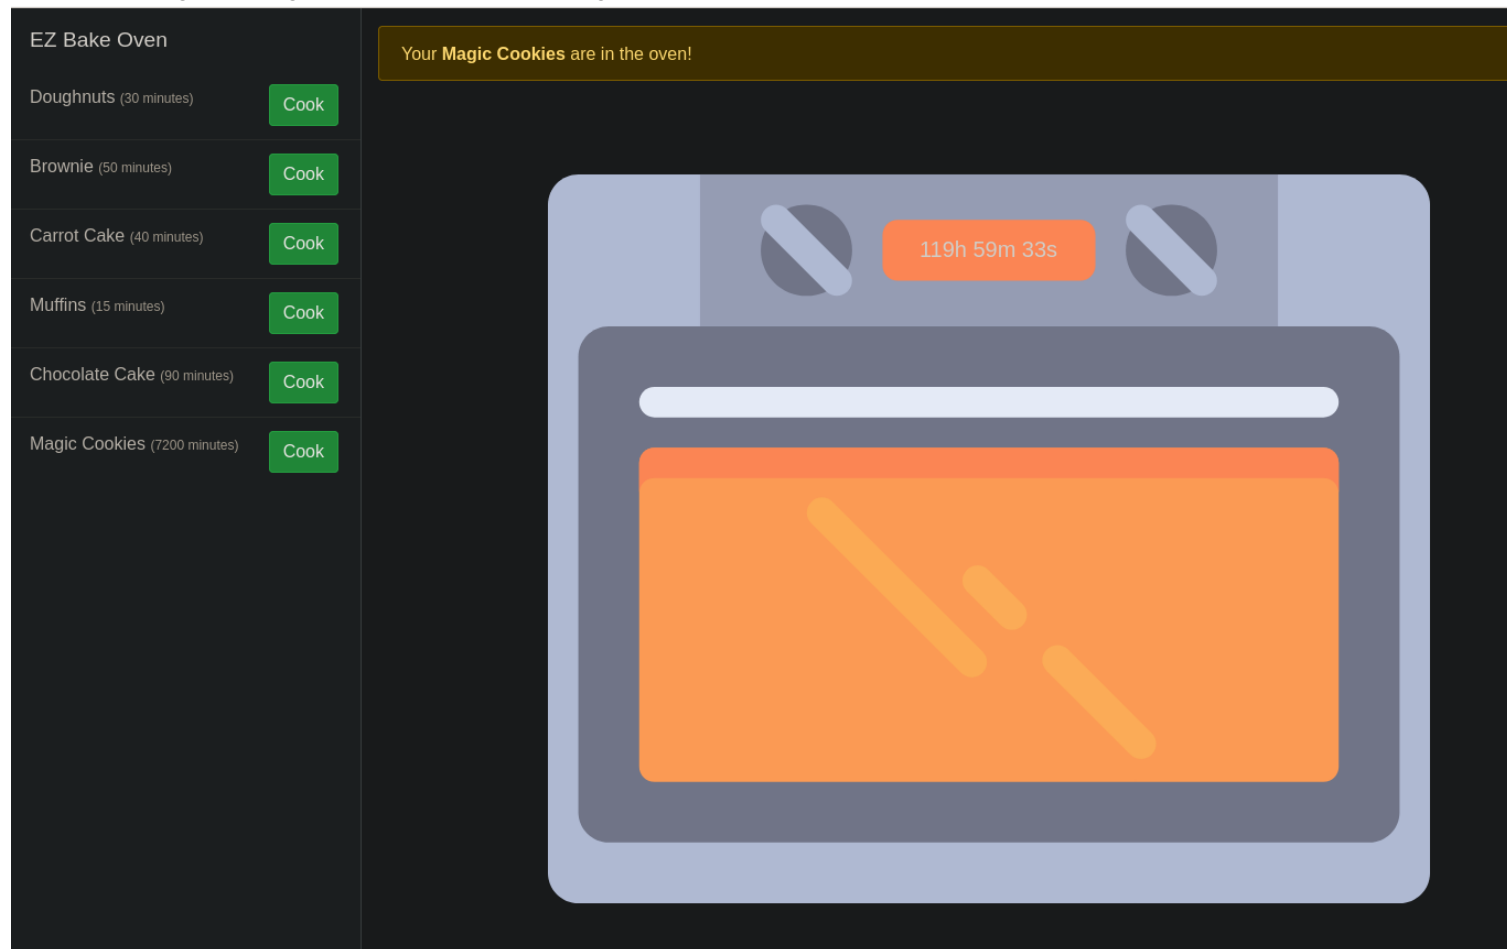 EZ Bake Oven
Doughnuts (30 minutes) Cook
Brownie (50 minutes) Cook
Carrot Cake (40 minutes) Cook
Muffins (15 minutes) Cook
Chocolate Cake (90 minutes) Cook
Magic Cookies (7200 minutes) Cook
Your Magic Cookies are in the oven!
119h 59m 33s